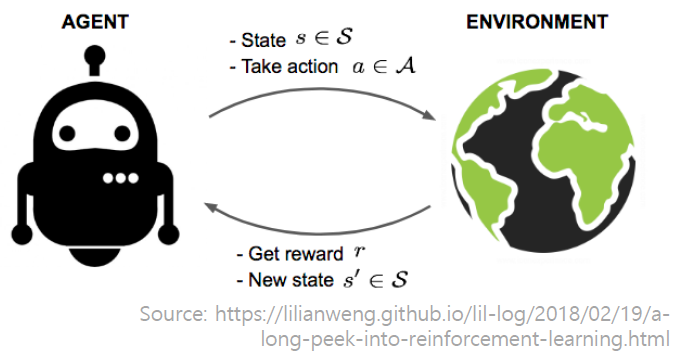 AGENT
ENVIRONMENT
- State s ∈ 𝒮
- Take action a ∈ 𝒜
- Get reward r
- New state s′ ∈ 𝒮
Source: https://lilianweng.github.io/lil-log/2018/02/19/a-
long-peek-into-reinforcement-learning.html